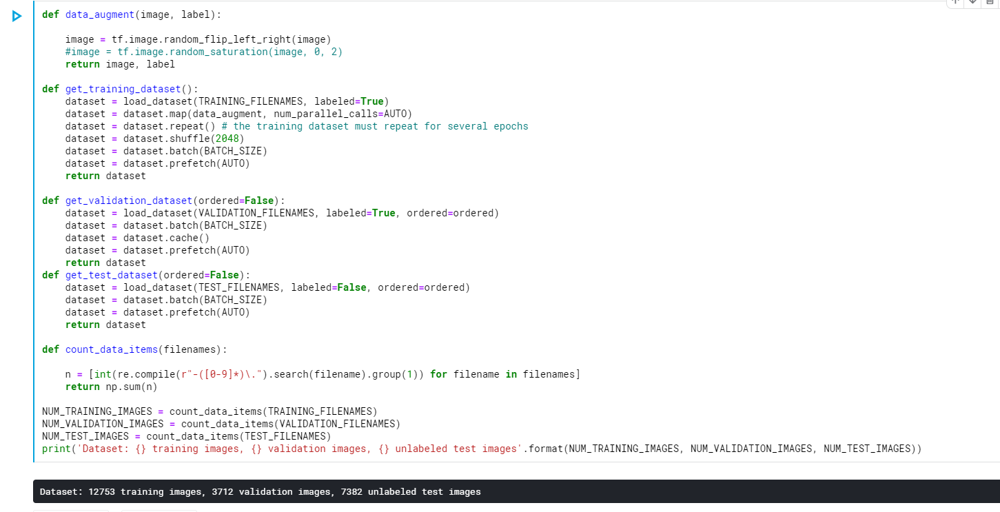 def data_augment(image, label):
    image = tf.image.random_flip_left_right(image)
    #image = tf.image.random_saturation(image, 0, 2)
    return image, label
def get_training_dataset():
    dataset = load_dataset(TRAINING_FILENAMES, labeled=True)
    dataset = dataset.map(data_augment, num_parallel_calls=AUTO)
    dataset = dataset.repeat() # the training dataset must repeat for several epochs
    dataset = dataset.shuffle(2048)
    dataset = dataset.batch(BATCH_SIZE)
    dataset = dataset.prefetch(AUTO)
    return dataset
def get_validation_dataset(ordered=False):
    dataset = load_dataset(VALIDATION_FILENAMES, labeled=True, ordered=ordered)
    dataset = dataset.batch(BATCH_SIZE)
    dataset = dataset.cache()
    dataset = dataset.prefetch(AUTO)
    return dataset
def get_test_dataset(ordered=False):
    dataset = load_dataset(TEST_FILENAMES, labeled=False, ordered=ordered)
    dataset = dataset.batch(BATCH_SIZE)
    dataset = dataset.prefetch(AUTO)
    return dataset
def count_data_items(filenames):
    n = [int(re.compile(r"-([0-9]*)\.").search(filename).group(1)) for filename in filenames]
    return np.sum(n)
NUM_TRAINING_IMAGES = count_data_items(TRAINING_FILENAMES)
NUM_VALIDATION_IMAGES = count_data_items(VALIDATION_FILENAMES)
NUM_TEST_IMAGES = count_data_items(TEST_FILENAMES)
print('Dataset: {} training images, {} validation images, {} unlabeled test images'.format(NUM_TRAINING_IMAGES, NUM_VALIDATION_IMAGES, NUM_TEST_IMAGES))
Dataset: 12753 training images, 3712 validation images, 7382 unlabeled test images